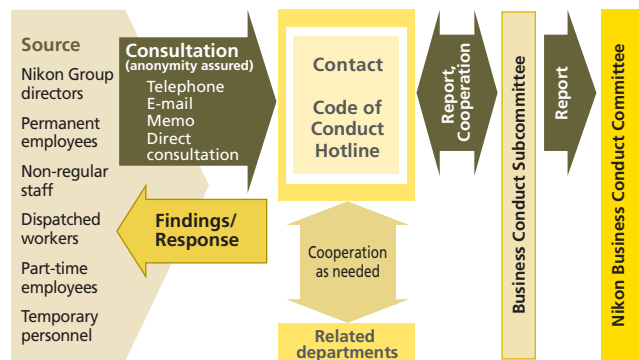 Source
Nikon Group
directors
Permanent
employees
Non-regular
staff
Dispatched
workers
Part-time
employees
Temporary
personnel
Consultation
(anonymity assured)
Telephone
E-mail
Memo
Direct
consultation
Findings/
Response
Contact
Code of
Conduct
Hotline
Cooperation
as needed
Related
departments
Report,
Cooperation
Business Conduct Subcommittee
Report
Nikon Business Conduct Committee